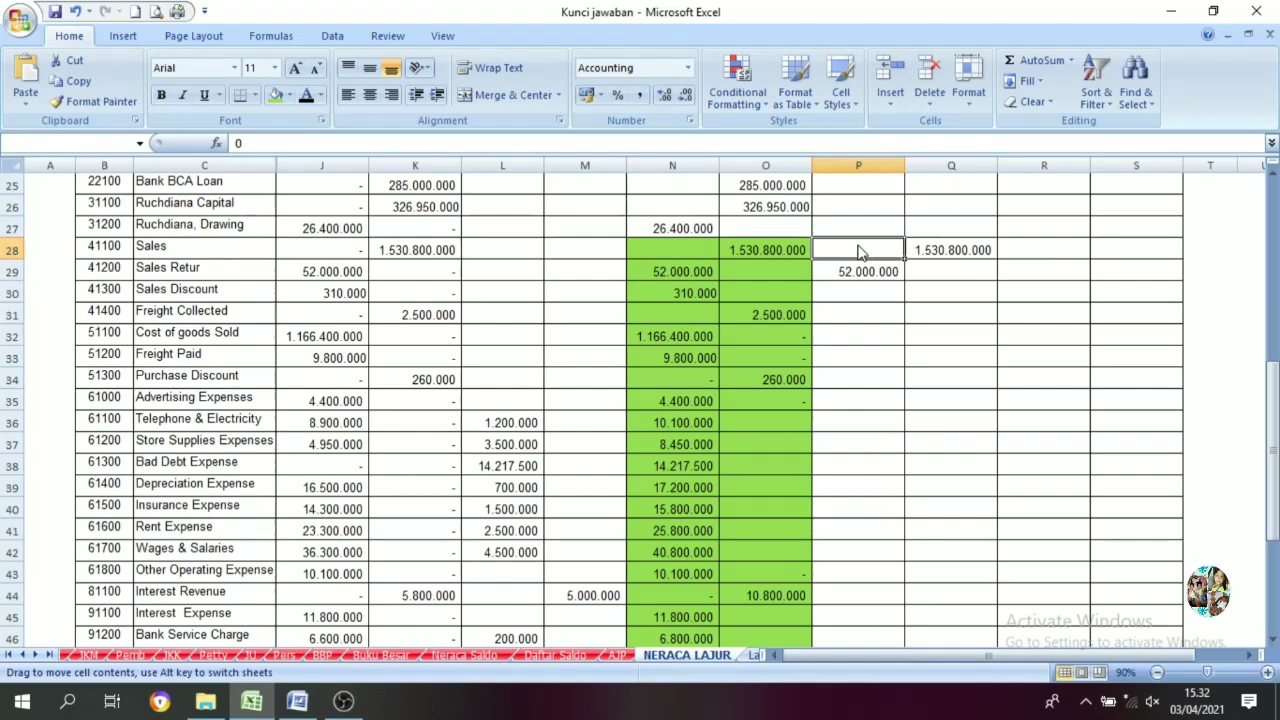 Kunci jawaban - Microsoft Excel
Home Insert Page Layout Formulas Data Review View
Paste Cut Copy Format Painter Clipboard
Arial 11 B I U Font
Wrap Text Merge & Center Alignment
Accounting % , Number
Conditional Formatting Format as Table Cell Styles Styles
Insert Delete Format Cells
Σ AutoSum Fill Clear Sort & Filter Find & Select Editing
fx 0
A B C J K L M N O P Q R S T
25 22100 Bank BCA Loan - 285.000.000 285.000.000
26 31100 Ruchdiana Capital - 326.950.000 326.950.000
27 31200 Ruchdiana, Drawing 26.400.000 - 26.400.000
28 41100 Sales - 1.530.800.000 1.530.800.000 1.530.800.000
29 41200 Sales Retur 52.000.000 - 52.000.000 52.000.000
30 41300 Sales Discount 310.000 - 310.000
31 41400 Freight Collected - 2.500.000 2.500.000
32 51100 Cost of goods Sold 1.166.400.000 - 1.166.400.000 -
33 51200 Freight Paid 9.800.000 - 9.800.000 -
34 51300 Purchase Discount - 260.000 - 260.000
35 61000 Advertising Expenses 4.400.000 - 4.400.000 -
36 61100 Telephone & Electricity 8.900.000 - 1.200.000 10.100.000
37 61200 Store Supplies Expenses 4.950.000 - 3.500.000 8.450.000
38 61300 Bad Debt Expense - - 14.217.500 14.217.500
39 61400 Depreciation Expense 16.500.000 - 700.000 17.200.000
40 61500 Insurance Expense 14.300.000 - 1.500.000 15.800.000
41 61600 Rent Expense 23.300.000 - 2.500.000 25.800.000
42 61700 Wages & Salaries 36.300.000 - 4.500.000 40.800.000
43 61800 Other Operating Expense 10.100.000 - 10.100.000 -
44 81100 Interest Revenue - 5.800.000 5.000.000 - 10.800.000
45 91100 Interest Expense 11.800.000 - 11.800.000
46 91200 Bank Service Charge 6.600.000 - 200.000 6.800.000
Activate Windows
Go to Settings to activate Windows.
JKM Pemb JKK Petty JU Pers BBP Buku Besar Neraca Saldo Daftar Saldo AJP NERACA LAJUR Lal
Drag to move cell contents, use Alt key to switch sheets 90%
15.32
03/04/2021